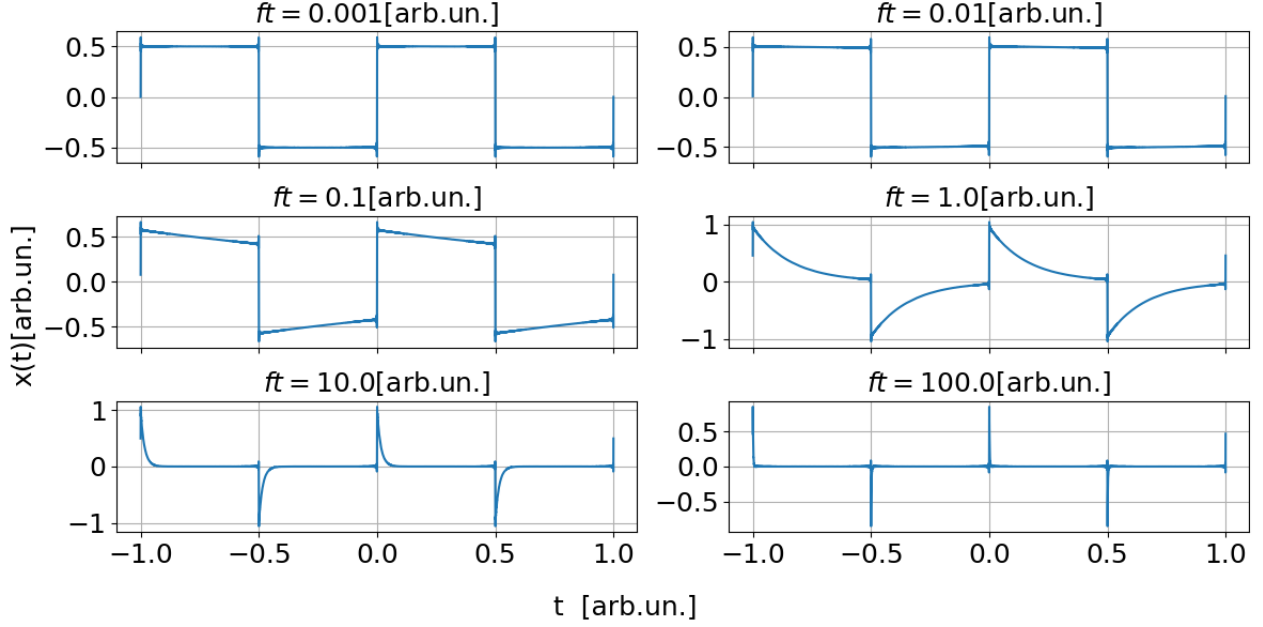 ft = 0.001[arb.un.]
0.5
0.0
−0.5
ft = 0.01[arb.un.]
0.5
0.0
−0.5
ft = 0.1[arb.un.]
0.5
0.0
−0.5
ft = 1.0[arb.un.]
1
0
−1
x(t)[arb.un.]
ft = 10.0[arb.un.]
1
0
−1
−1.0 −0.5 0.0 0.5 1.0
ft = 100.0[arb.un.]
0.5
0.0
−0.5
−1.0 −0.5 0.0 0.5 1.0
t [arb.un.]